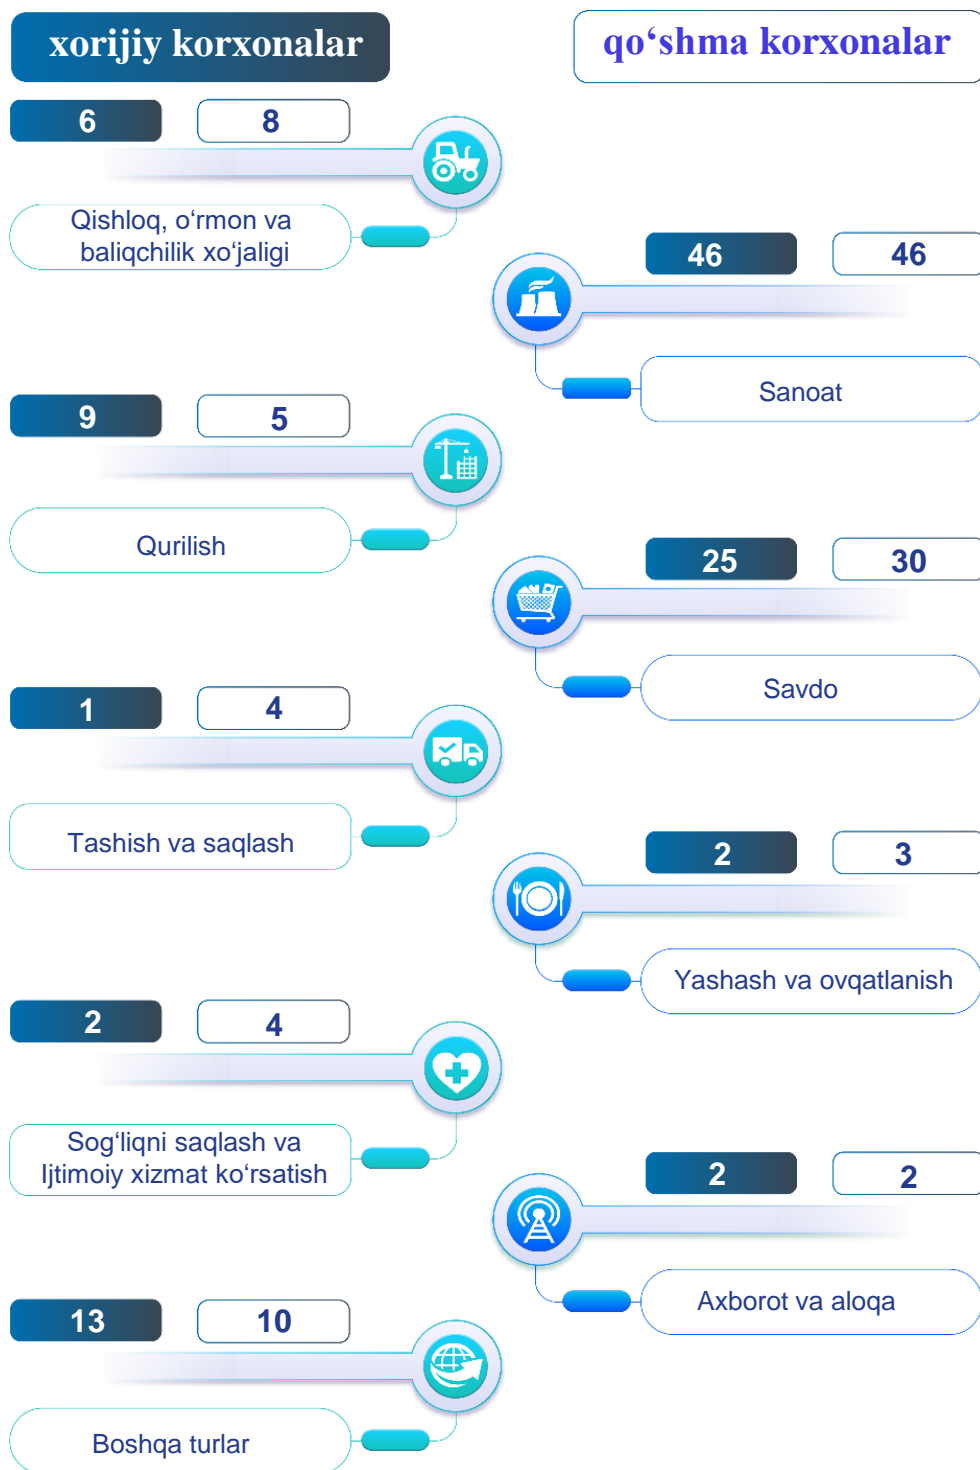 xorijiy korxonalar
qo‘shma korxonalar
6
8
Qishloq, o‘rmon va
baliqchilik xo‘jaligi
46
46
Sanoat
9
5
Qurilish
25
30
Savdo
1
4
Tashish va saqlash
2
3
Yashash va ovqatlanish
2
4
Sog‘liqni saqlash va
Ijtimoiy xizmat ko‘rsatish
2
2
Axborot va aloqa
13
10
Boshqa turlar